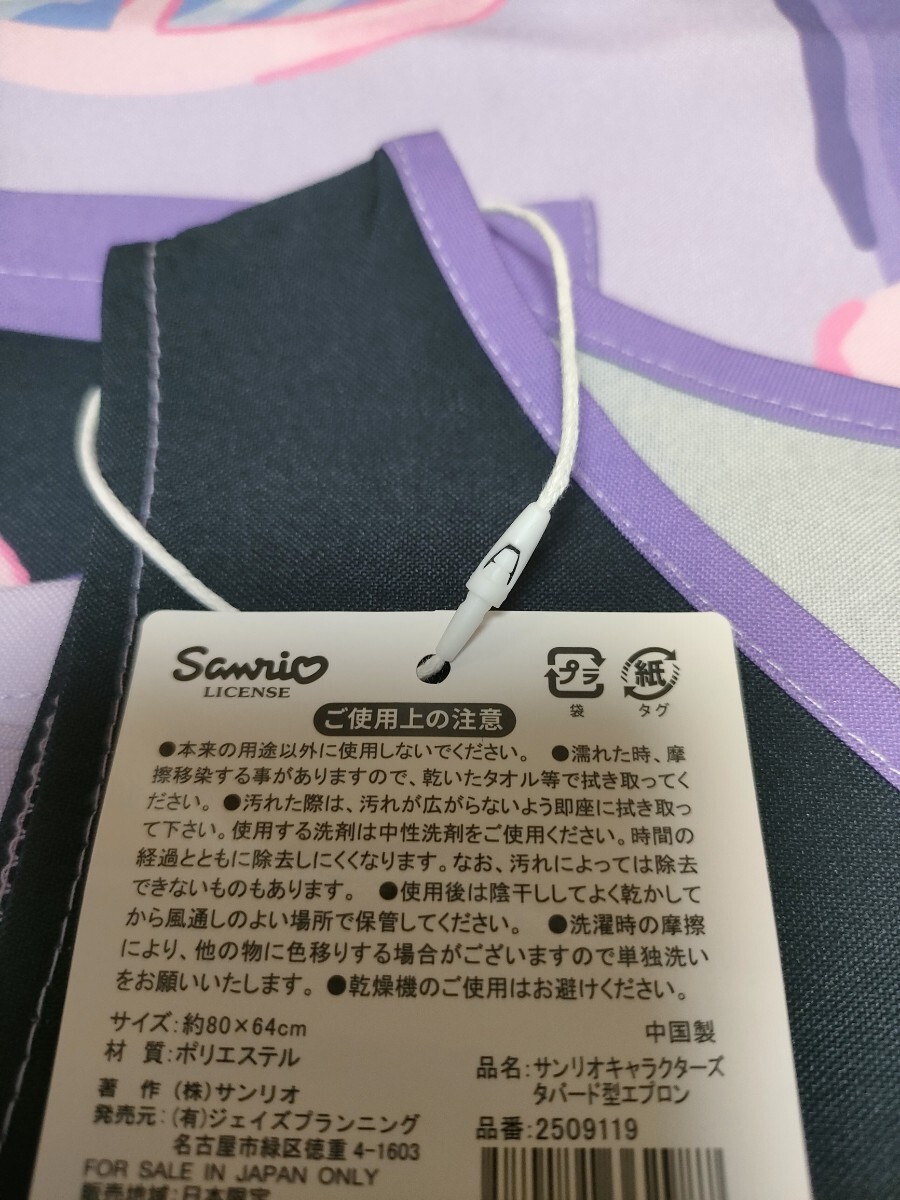 Sanrio
LICENSE
プラ
袋
紙
タグ
ご使用上の注意
●本来の用途以外に使用しないでください。 ●濡れた時、摩
擦移染する事がありますので、乾いたタオル等で拭き取ってく
ださい。●汚れた際は、汚れが広がらないよう即座に拭き取っ
て下さい。使用する洗剤は中性洗剤をご使用ください。時間の
経過とともに除去しにくくなります。なお、汚れによっては除去
できないものもあります。 ●使用後は陰干ししてよく乾かして
から風通しのよい場所で保管してください。 ●洗濯時の摩擦
により、他の物に色移りする場合がございますので単独洗い
をお願いいたします。●乾燥機のご使用はお避けください。
サイズ:約80×64cm
材 質:ポリエステル
著 作 (株)サンリオ
発売元:(有)ジェイズプランニング
名古屋市緑区徳重 4-1603
FOR SALE IN JAPAN ONLY
販売地域:日本限定
中国製
品名:サンリオキャラクターズ
タバード型エプロン
品番:2509119